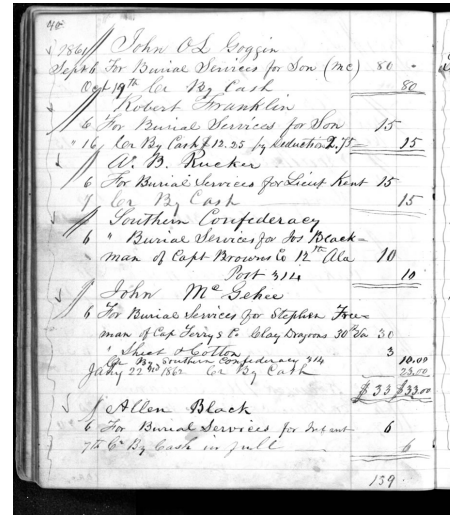 40
1861 John O L Goggin
Sept 6 For Burial Services for Son (Mc) 80
Oct 19th Cr By Cash 80
Robert Franklin
6 For Burial Services for Son 15
" 16 Cr By Cash $12.25 by deduction 2.75 = 15
W. B. Rucker
6 For Burial Services for Lieut Kent 15
7 Cr By Cash 15
Southern Confederacy
6 " Burial Services for Jos Black=
man of Capt Browns Co 12th Ala 10
Post 314 10
John McGehee
6 For Burial Services for Stephen Free
man of Cap Terrys Co Clay Dragoons 30th Va 30
" Sheet & Cotton 3
Cr By Southern Confederacy 314 10.00
Jany 22nd 1862 Cr By Cash 23.00
$33 $33.00
Allen Black
6 For Burial Services for Infant 6
7th Cr By Cash in full 6
139.